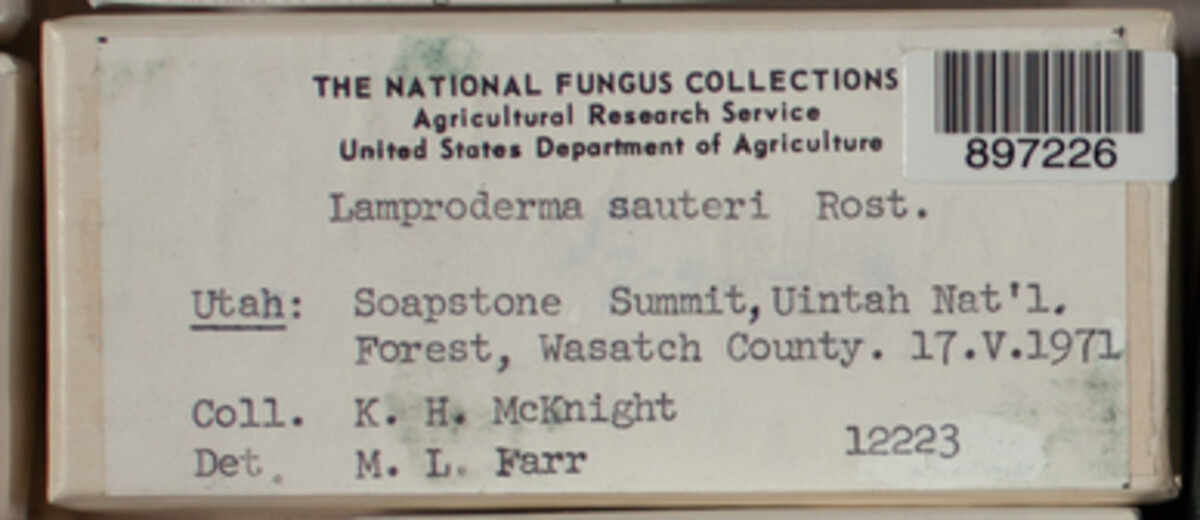 THE NATIONAL FUNGUS COLLECTIONS
Agricultural Research Service
United States Department of Agriculture
897226
Lamproderma sauteri Rost.
Utah: Soapstone Summit, Uintah Nat'l.
Forest, Wasatch County. 17.V.1971
Coll. K. H. McKnight
12223
Det. M. L. Farr